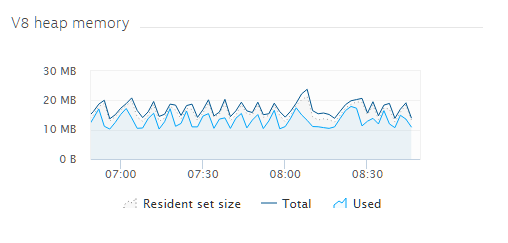 V8 heap memory
30 MB
20 MB
10 MB
0 B
07:00 07:30 08:00 08:30
Resident set size Total Used